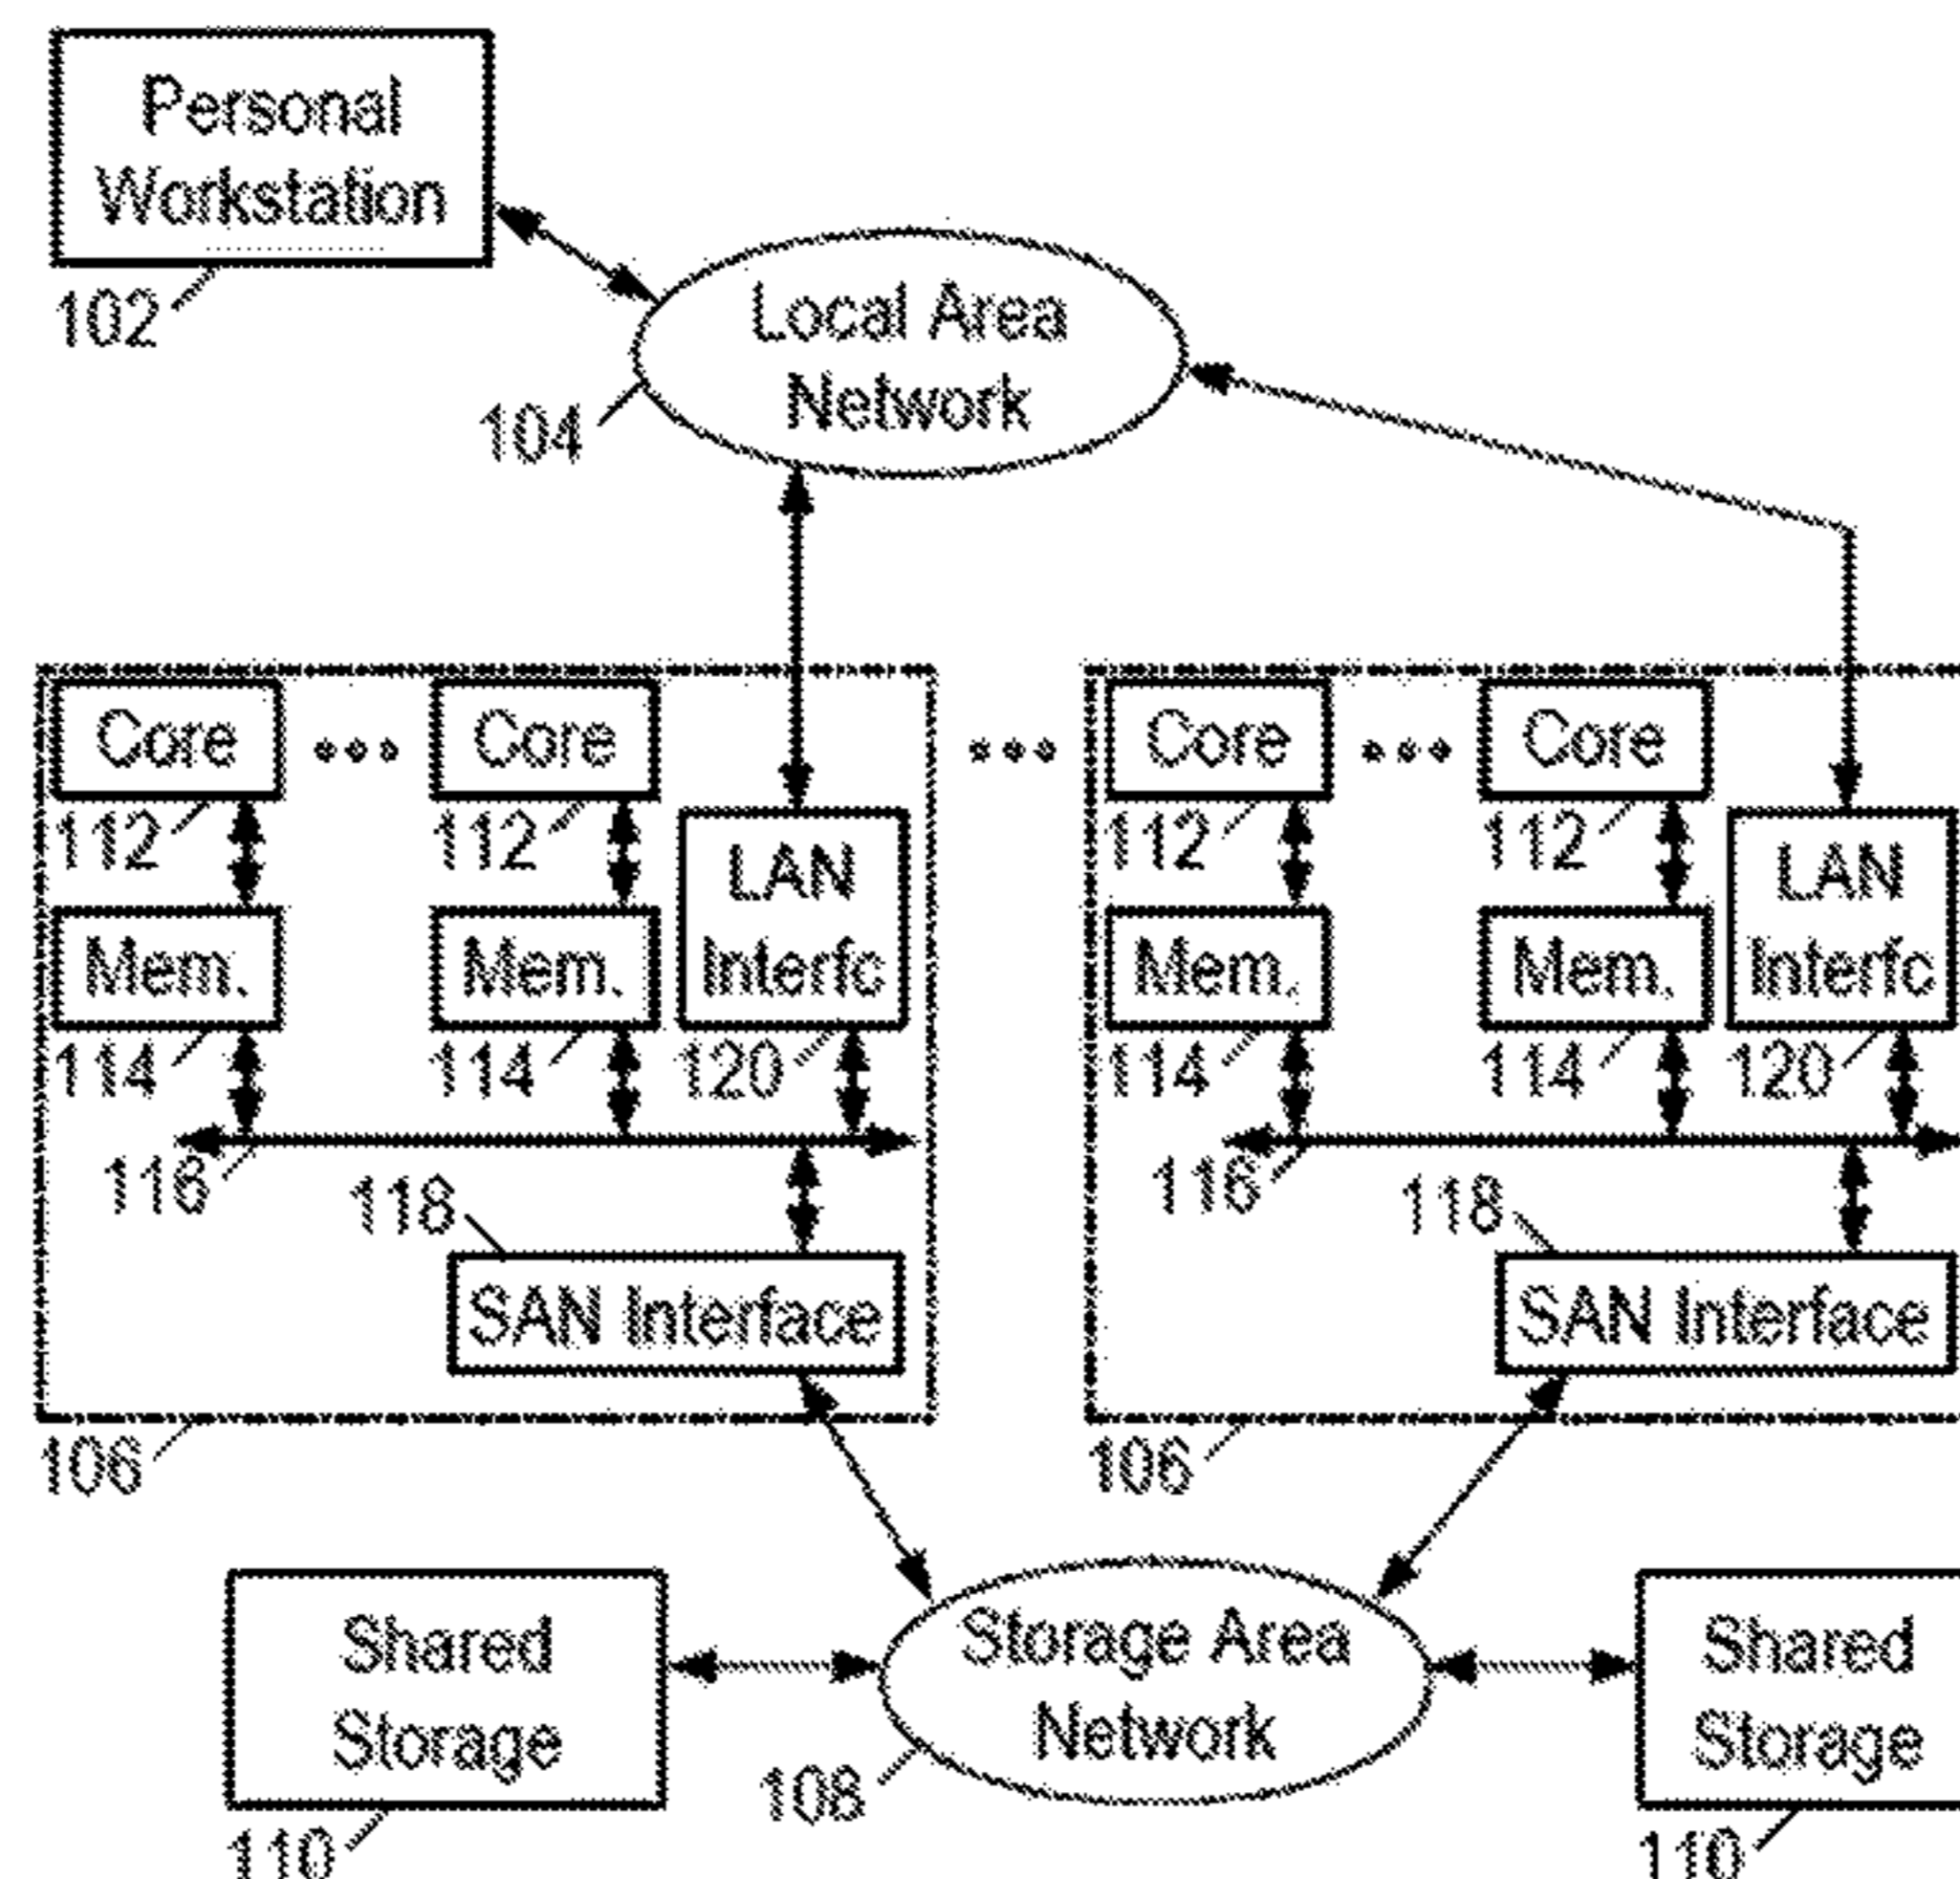 Personal
Workstation
102
Local Area
Network
104
Core
Core
Core
Core
112
112
112
112
LAN
Interfc
LAN
Interfc
Mem.
Mem.
Mem.
Mem.
114
114
120
114
114
120
116
118
116
118
SAN Interface
SAN Interface
106
106
Shared
Storage
Storage Area
Network
Shared
Storage
108
110
110